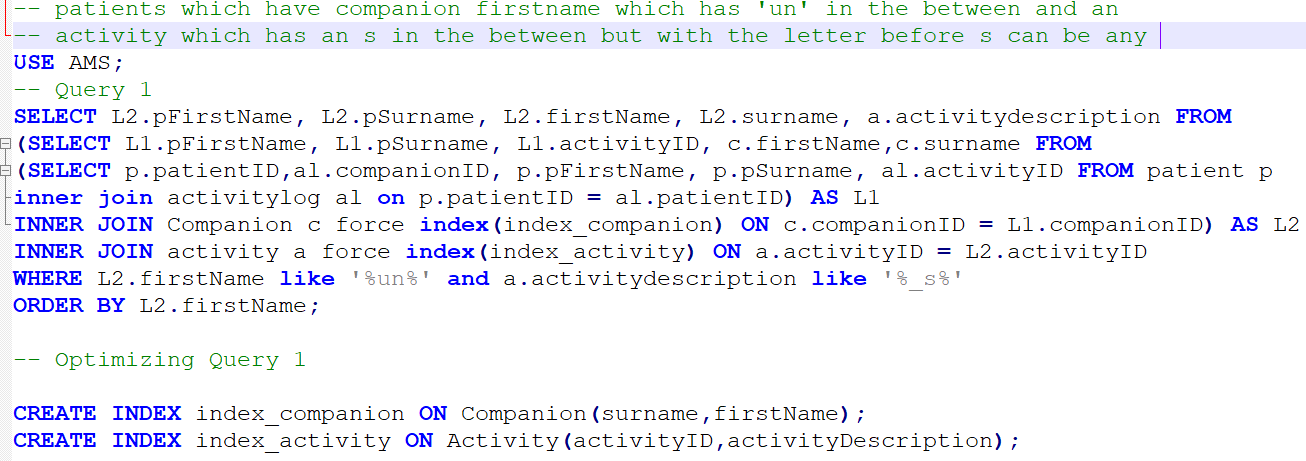 -- patients which have companion firstname which has 'un' in the between and an
-- activity which has an s in the between but with the letter before s can be any
USE AMS;
-- Query 1
SELECT L2.pFirstName, L2.pSurname, L2.firstName, L2.surname, a.activitydescription FROM
(SELECT L1.pFirstName, L1.pSurname, L1.activityID, c.firstName,c.surname FROM
(SELECT p.patientID,al.companionID, p.pFirstName, p.pSurname, al.activityID FROM patient p
inner join activitylog al on p.patientID = al.patientID) AS L1
INNER JOIN Companion c force index(index_companion) ON c.companionID = L1.companionID) AS L2
INNER JOIN activity a force index(index_activity) ON a.activityID = L2.activityID
WHERE L2.firstName like '%un%' and a.activitydescription like '%_s%'
ORDER BY L2.firstName;
-- Optimizing Query 1
CREATE INDEX index_companion ON Companion(surname,firstName);
CREATE INDEX index_activity ON Activity(activityID,activityDescription);